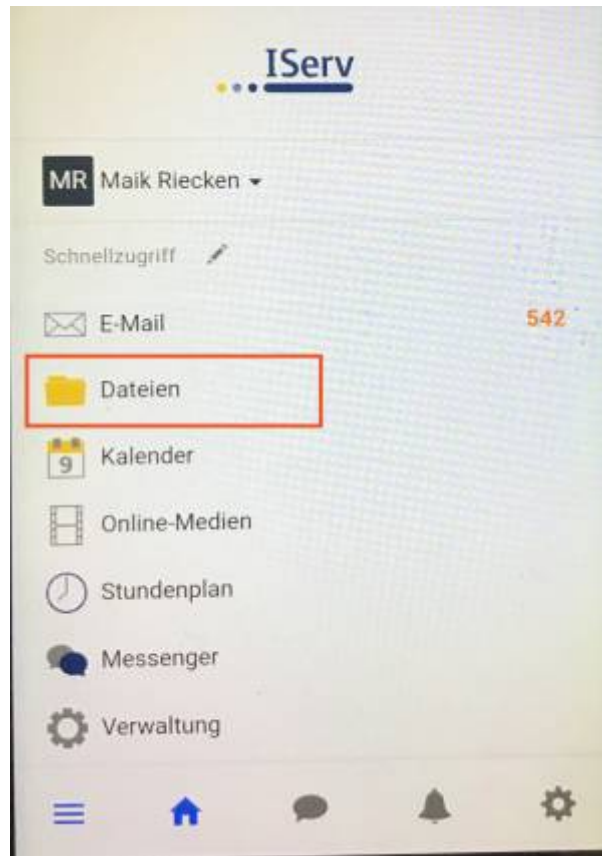 IServ
MR Maik Riecken
Schnellzugriff
E-Mail 542
Dateien
9 Kalender
Online-Medien
Stundenplan
Messenger
Verwaltung